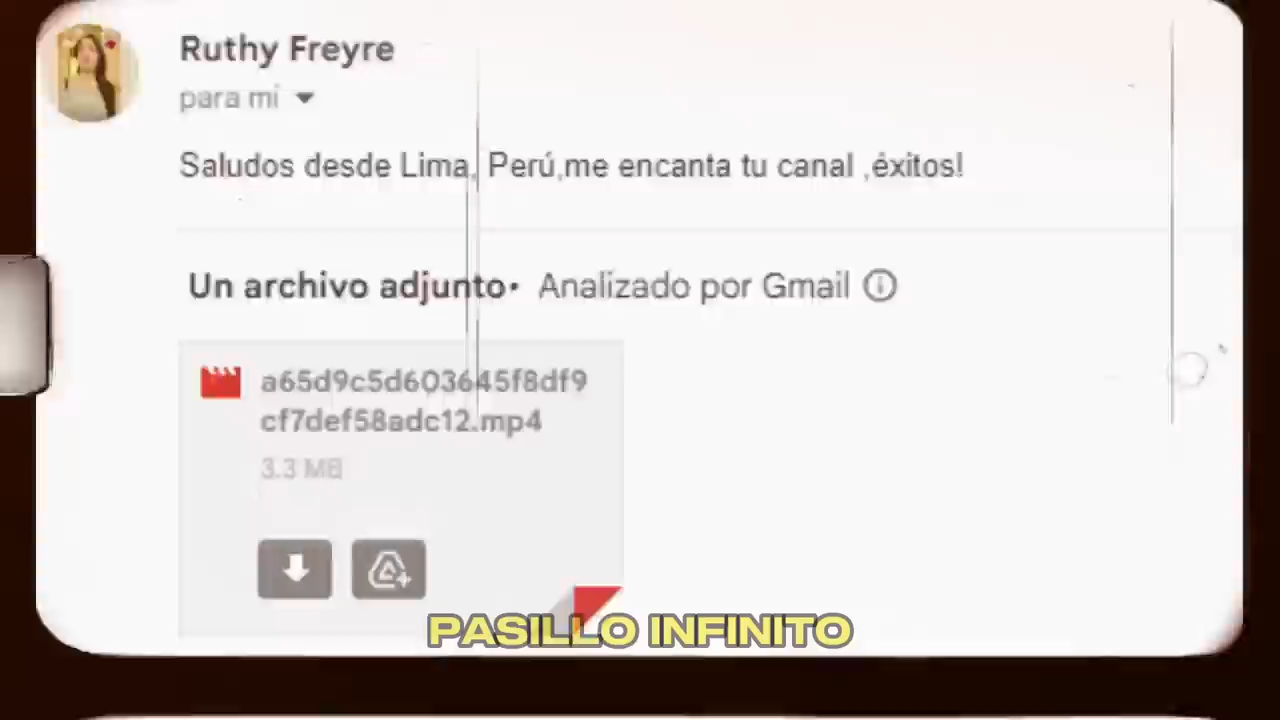 Ruthy Freyre
para mi
Saludos desde Lima, Perú,me encanta tu canal ,éxitos!
Un archivo adjunto• Analizado por Gmail
a65d9c5d603645f8df9
cf7def58adc12.mp4
3.3 MB
PASILLO INFINITO